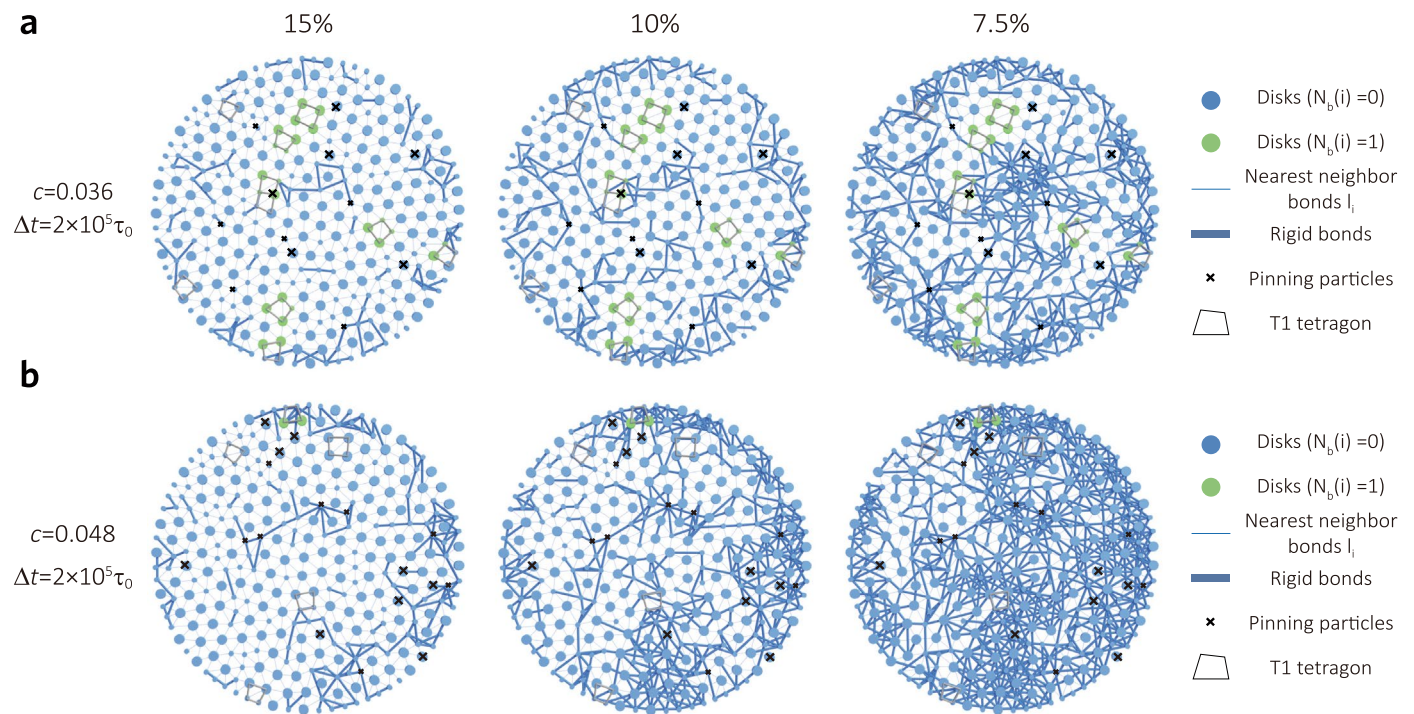 a
15%
10%
7.5%
c=0.036
Δt=2×10⁵τ₀
Disks (N_b(i) =0)
Disks (N_b(i) =1)
Nearest neighbor
bonds l_i
Rigid bonds
Pinning particles
T1 tetragon
b
c=0.048
Δt=2×10⁵τ₀
Disks (N_b(i) =0)
Disks (N_b(i) =1)
Nearest neighbor
bonds l_i
Rigid bonds
Pinning particles
T1 tetragon